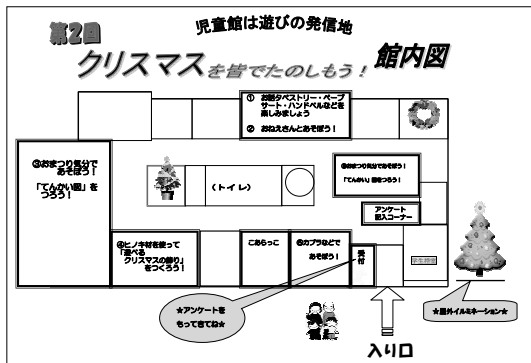 児童館は遊びの発信地
第2回
クリスマスを皆でたのしもう！
館内図
① お話タペストリー・ペープ
サート・ハンドベルなどを
楽しみましょう
② おねえさんとあそぼう！
③おまつり気分で
あそぼう！
「てんかい図」を
つろう！
（トイレ）
おまつり気分であそぼう！
「てんかい」図をつろう！
アンケート
記入コーナー
④ヒノキ材を使って
「遊べる
クリスマスの飾り」
をつくろう！
こあらっこ
⑤カプラなどで
あそぼう！
受付
★アンケートを
もってきてね★
★屋外イルミネーション★
入り口